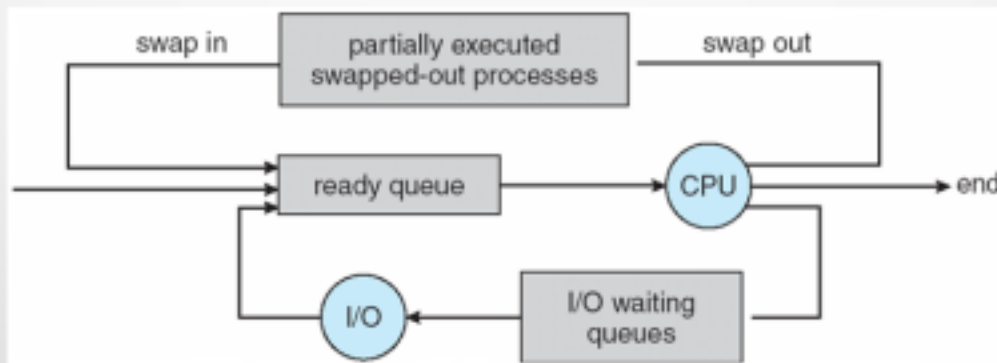 swap in
partially executed
swapped-out processes
swap out
ready queue
CPU
end
I/O
I/O waiting
queues